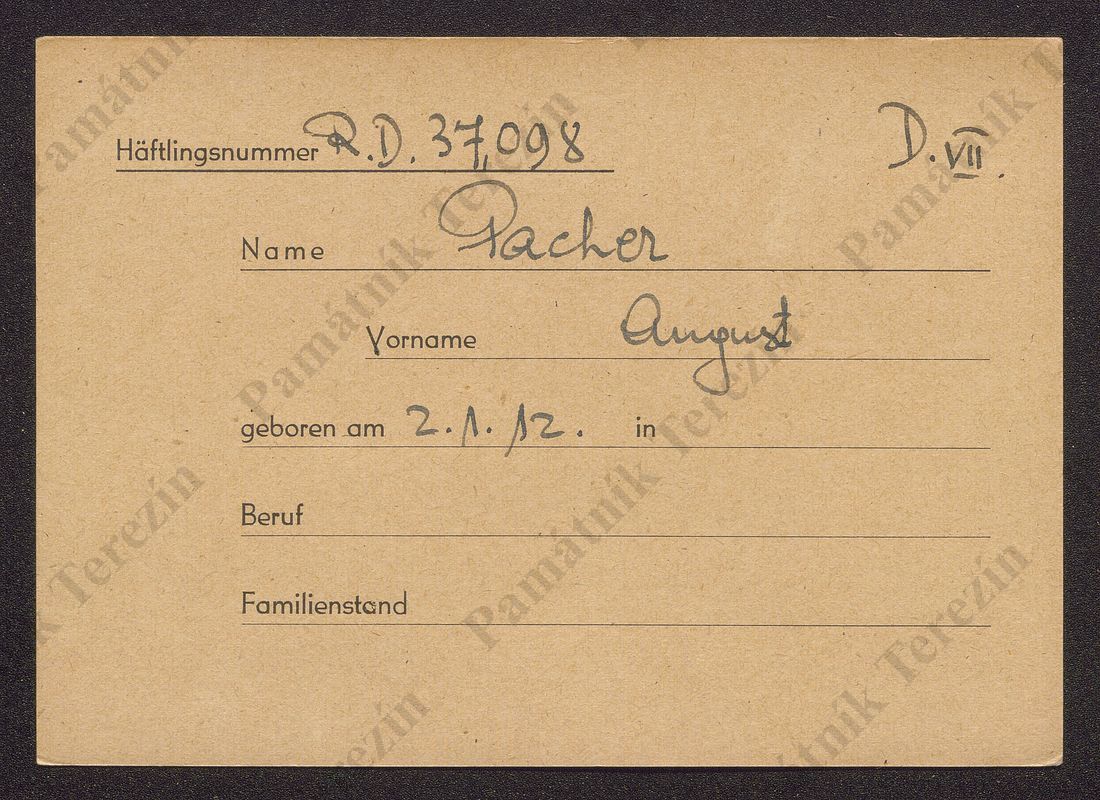 Häftlingsnummer R.D. 37,098 D. VII.
Name Pacher
Vorname August
geboren am 2.1.12. in
Beruf
Familienstand
Památník Terezín